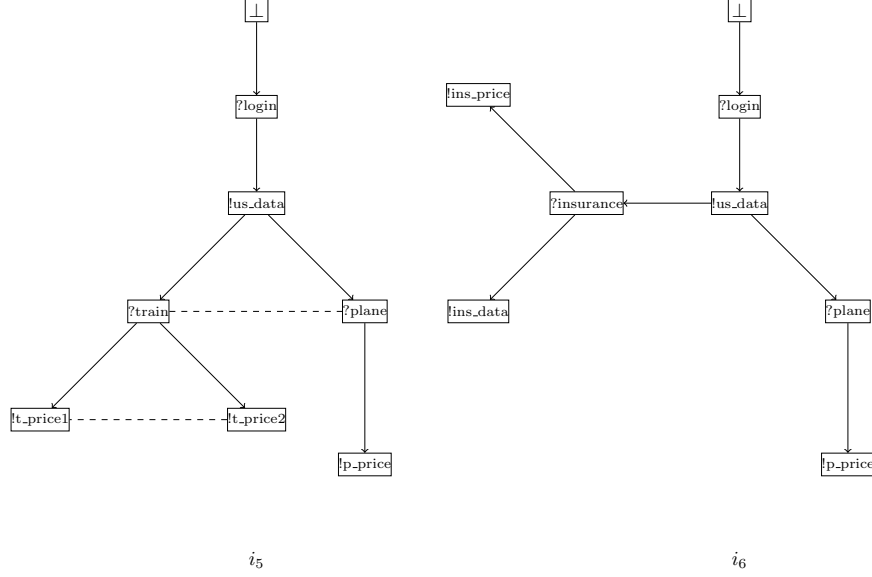 ⊥
?login
!us_data
?train
?plane
!t_price1
!t_price2
!p_price
i5
⊥
?login
!ins_price
?insurance
!us_data
!ins_data
?plane
!p_price
i6